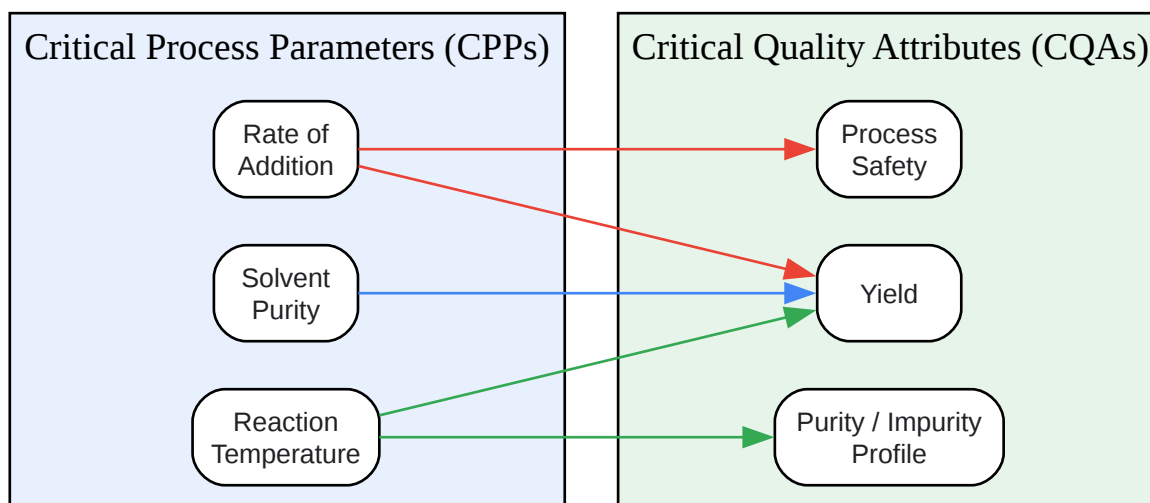 Critical Process Parameters (CPPs)
Rate of
Addition
Solvent
Purity
Reaction
Temperature
Critical Quality Attributes (CQAs)
Process
Safety
Yield
Purity / Impurity
Profile